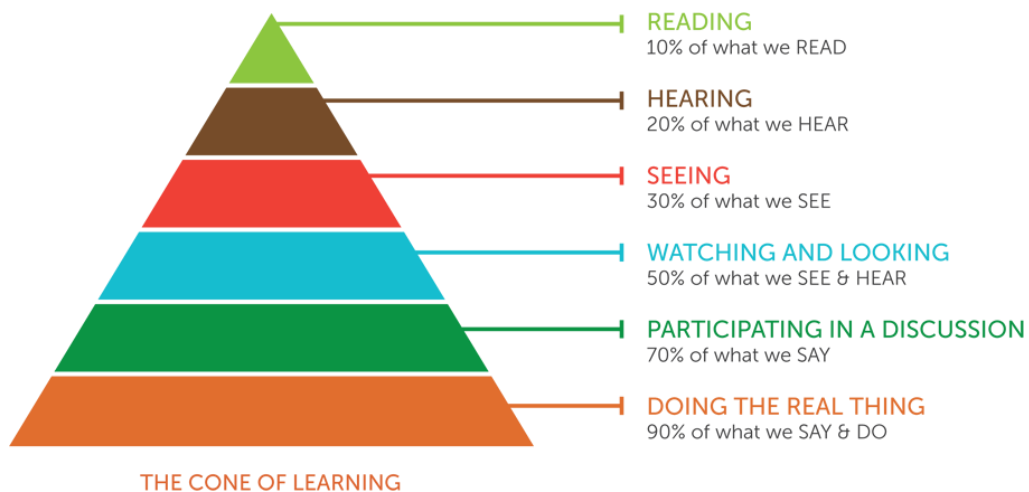 READING
10% of what we READ
HEARING
20% of what we HEAR
SEEING
30% of what we SEE
WATCHING AND LOOKING
50% of what we SEE & HEAR
PARTICIPATING IN A DISCUSSION
70% of what we SAY
DOING THE REAL THING
90% of what we SAY & DO
THE CONE OF LEARNING